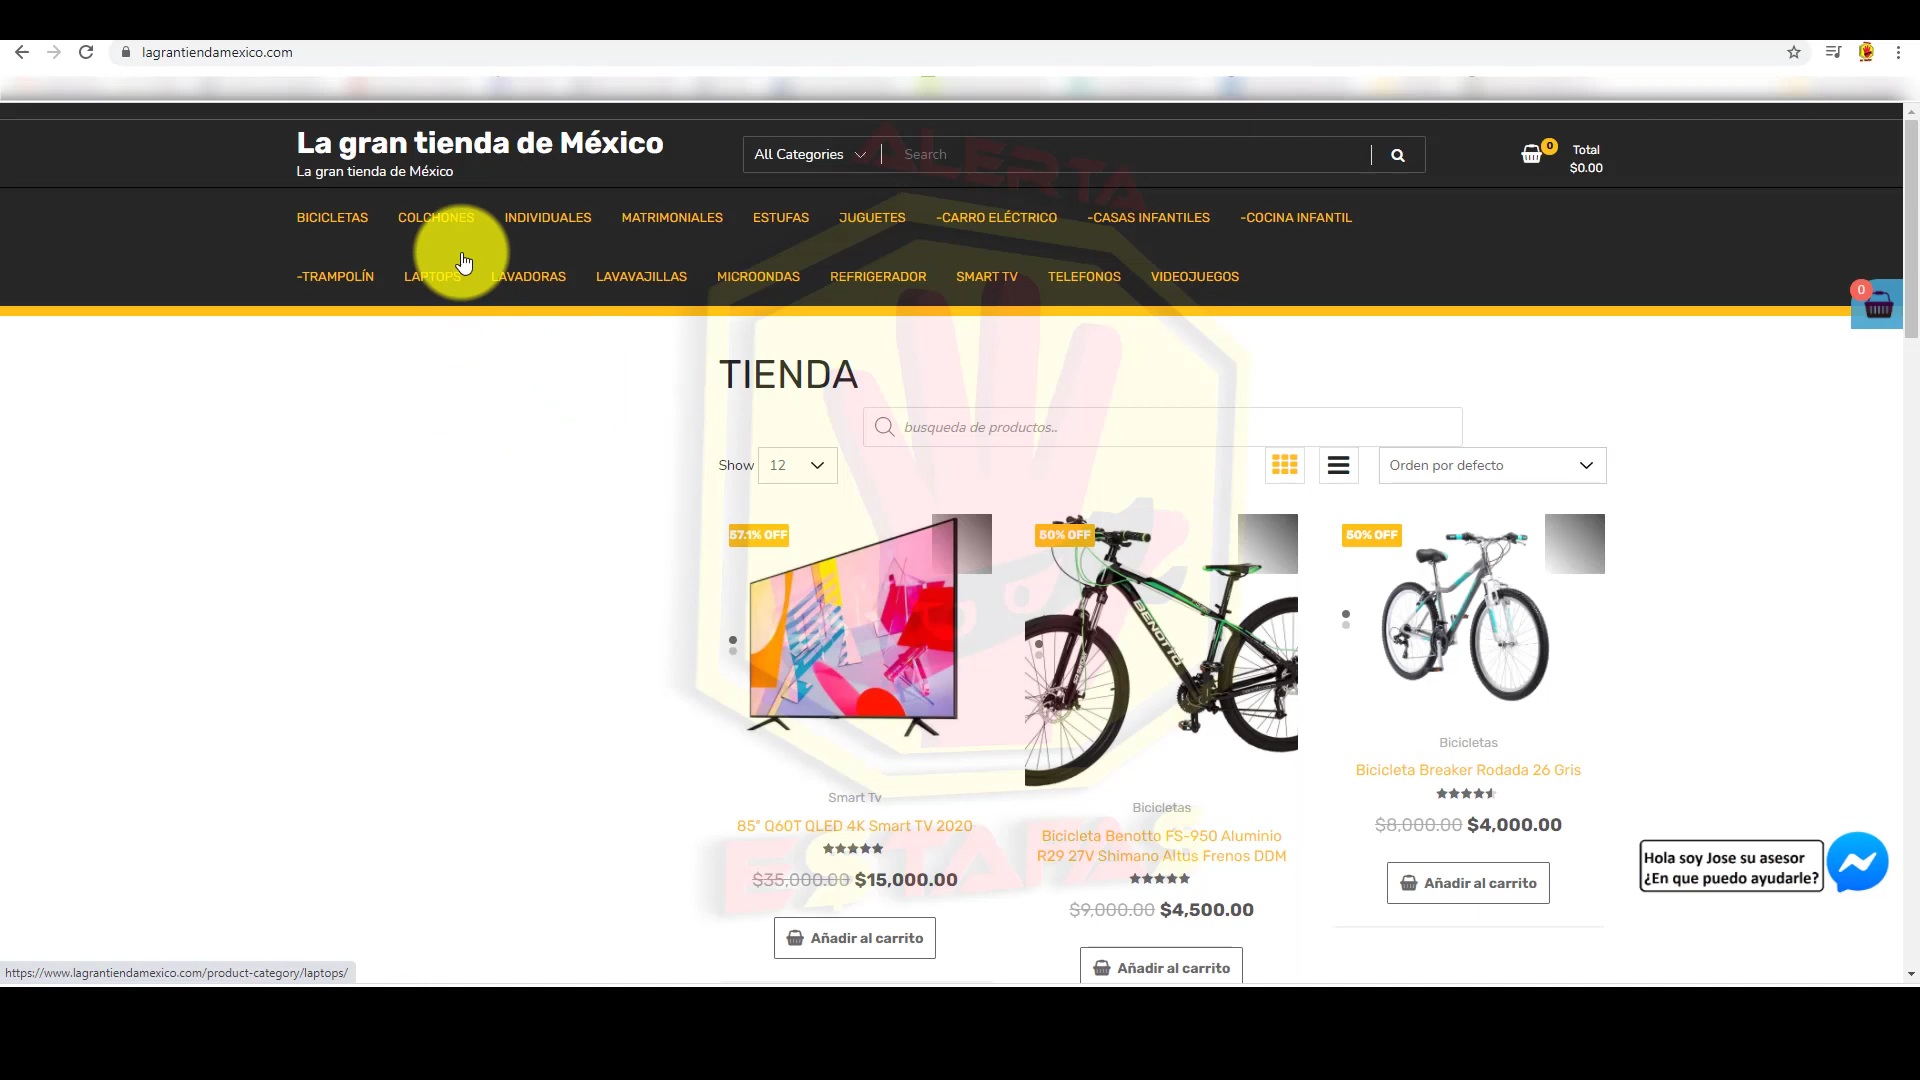 lagrantiendamexico.com
La gran tienda de México
La gran tienda de México
All Categories
Search
0
Total
$0.00
BICICLETAS COLCHONES INDIVIDUALES MATRIMONIALES ESTUFAS JUGUETES -CARRO ELÉCTRICO -CASAS INFANTILES -COCINA INFANTIL
-TRAMPOLÍN LAPTOPS LAVADORAS LAVAVAJILLAS MICROONDAS REFRIGERADOR SMART TV TELEFONOS VIDEOJUEGOS
0
ALERTA
TIENDA
busqueda de productos..
Show 12
Orden por defecto
57.1% OFF
50% OFF
50% OFF
BENOTTO
Smart Tv
85" Q60T QLED 4K Smart TV 2020
$35,000.00 $15,000.00
Añadir al carrito
Bicicletas
Bicicleta Benotto FS-950 Aluminio
R29 27V Shimano Altus Frenos DDM
$9,000.00 $4,500.00
Añadir al carrito
Bicicletas
Bicicleta Breaker Rodada 26 Gris
$8,000.00 $4,000.00
Añadir al carrito
ESTAFAS
Hola soy Jose su asesor
¿En que puedo ayudarle?
https://www.lagrantiendamexico.com/product-category/laptops/